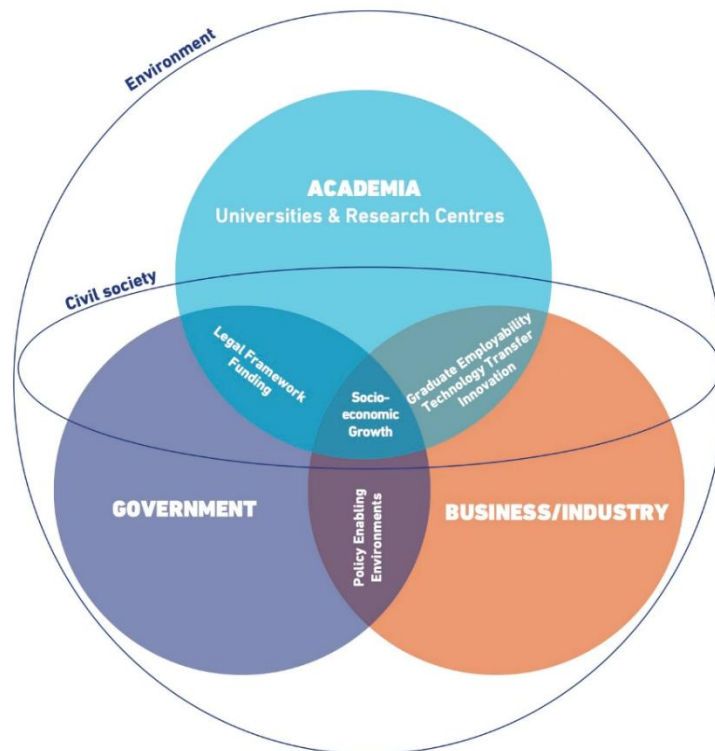 Environment
ACADEMIA
Universities & Research Centres
Civil society
Legal Framework
Funding
Graduate Employability
Technology Transfer
Innovation
Socio-
economic
Growth
GOVERNMENT
BUSINESS/INDUSTRY
Policy Enabling
Environments